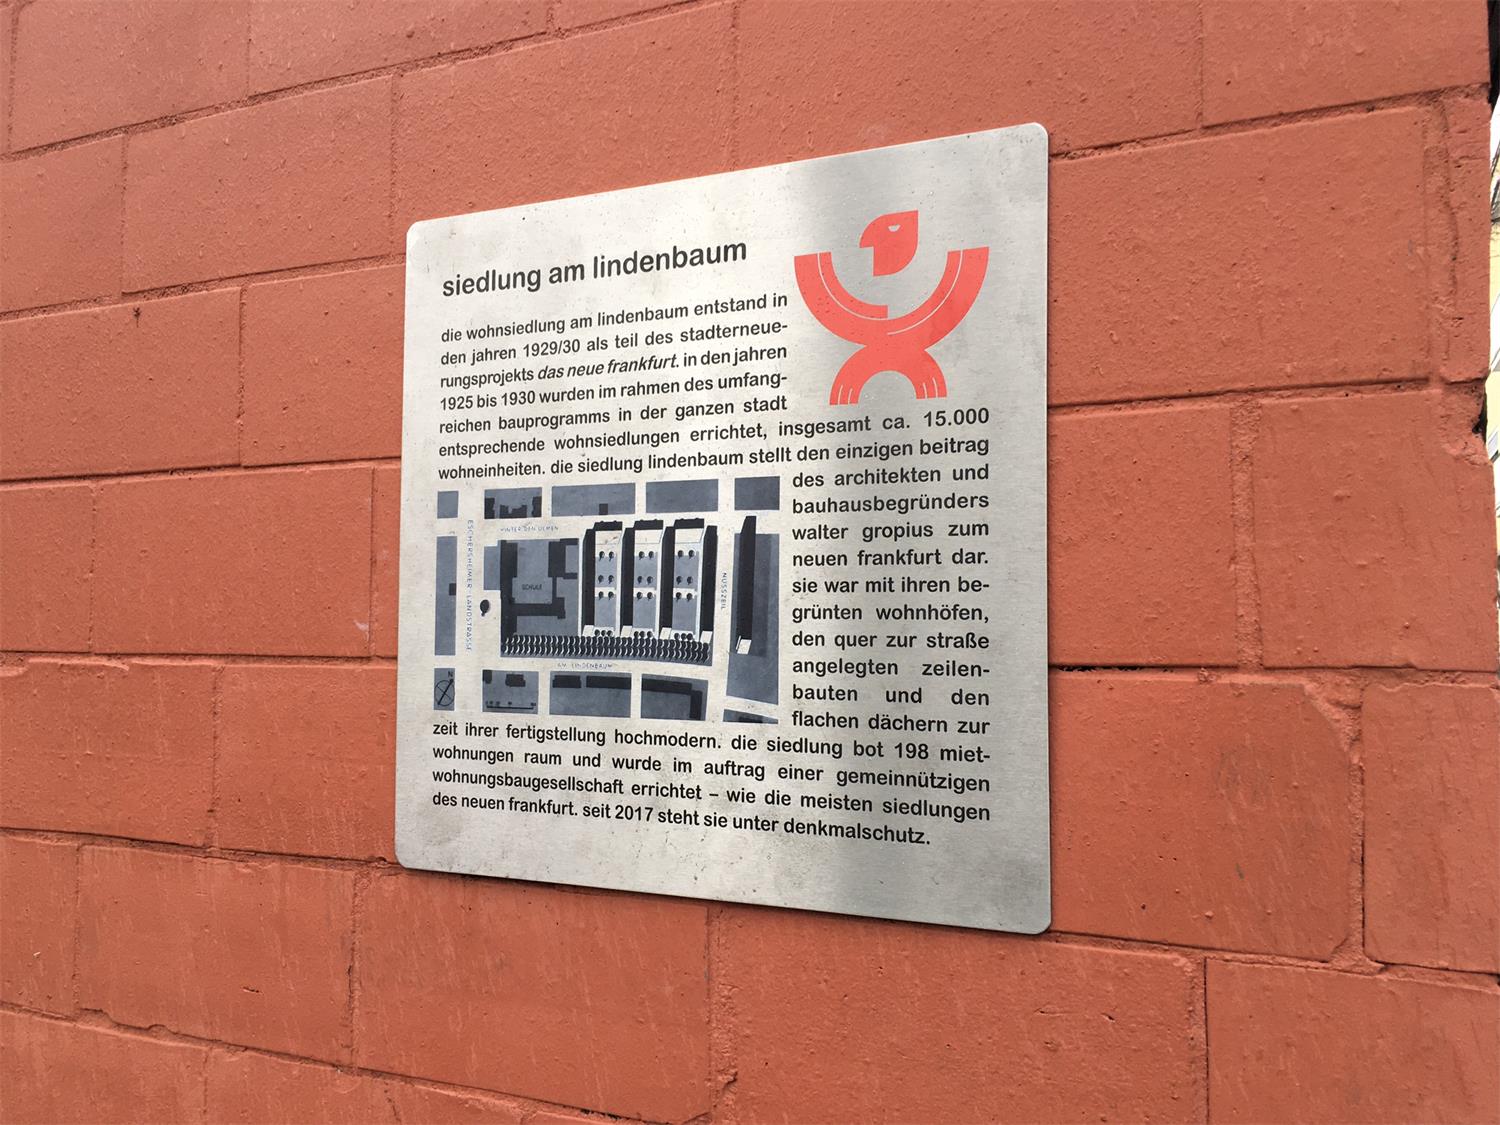 siedlung am lindenbaum
die wohnsiedlung am lindenbaum entstand in
den jahren 1929/30 als teil des stadterneue-
rungsprojekts das neue frankfurt. in den jahren
1925 bis 1930 wurden im rahmen des umfang-
reichen bauprogramms in der ganzen stadt
entsprechende wohnsiedlungen errichtet, insgesamt ca. 15.000
wohneinheiten. die siedlung lindenbaum stellt den einzigen beitrag
des architekten und
bauhausbegründers
walter gropius zum
neuen frankfurt dar.
sie war mit ihren be-
grünten wohnhöfen,
den quer zur straße
angelegten zeilen-
bauten und den
flachen dächern zur
zeit ihrer fertigstellung hochmodern. die siedlung bot 198 miet-
wohnungen raum und wurde im auftrag einer gemeinnützigen
wohnungsbaugesellschaft errichtet – wie die meisten siedlungen
des neuen frankfurt. seit 2017 steht sie unter denkmalschutz.
HINTER DEN ULMEN
ESCHERSHEIMER LANDSTRASSE
SCHULE
NUSSZEIL
AM LINDENBAUM
N